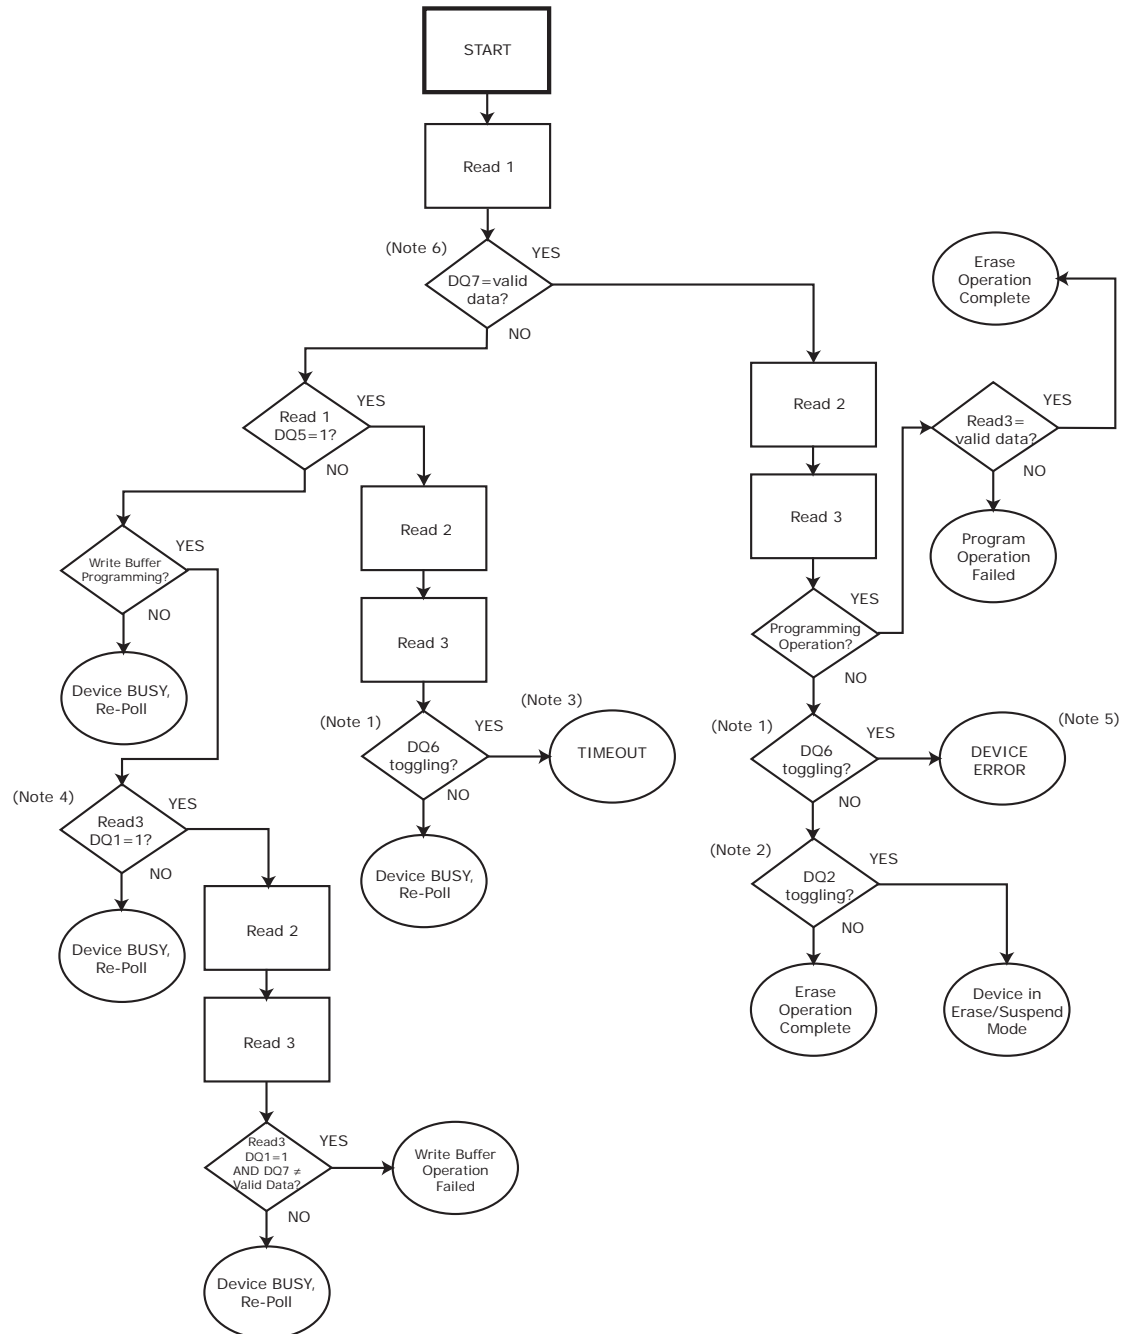 START
Read 1
(Note 6)
YES
DQ7=valid
data?
NO
Erase
Operation
Complete
Read 1
DQ5=1?
YES
NO
Read 2
Read3=
valid data?
YES
NO
Write Buffer
Programming?
YES
NO
Read 2
Read 3
Program
Operation
Failed
Device BUSY,
Re-Poll
Read 3
Programming
Operation?
YES
NO
(Note 1)
DQ6
toggling?
YES
NO
(Note 3)
TIMEOUT
(Note 1)
DQ6
toggling?
YES
NO
DEVICE
ERROR
(Note 5)
(Note 4)
Read3
DQ1=1?
YES
NO
Device BUSY,
Re-Poll
(Note 2)
DQ2
toggling?
YES
NO
Device BUSY,
Re-Poll
Read 2
Erase
Operation
Complete
Device in
Erase/Suspend
Mode
Read 3
Read3
DQ1=1
AND DQ7 ≠
Valid Data?
YES
NO
Write Buffer
Operation
Failed
Device BUSY,
Re-Poll